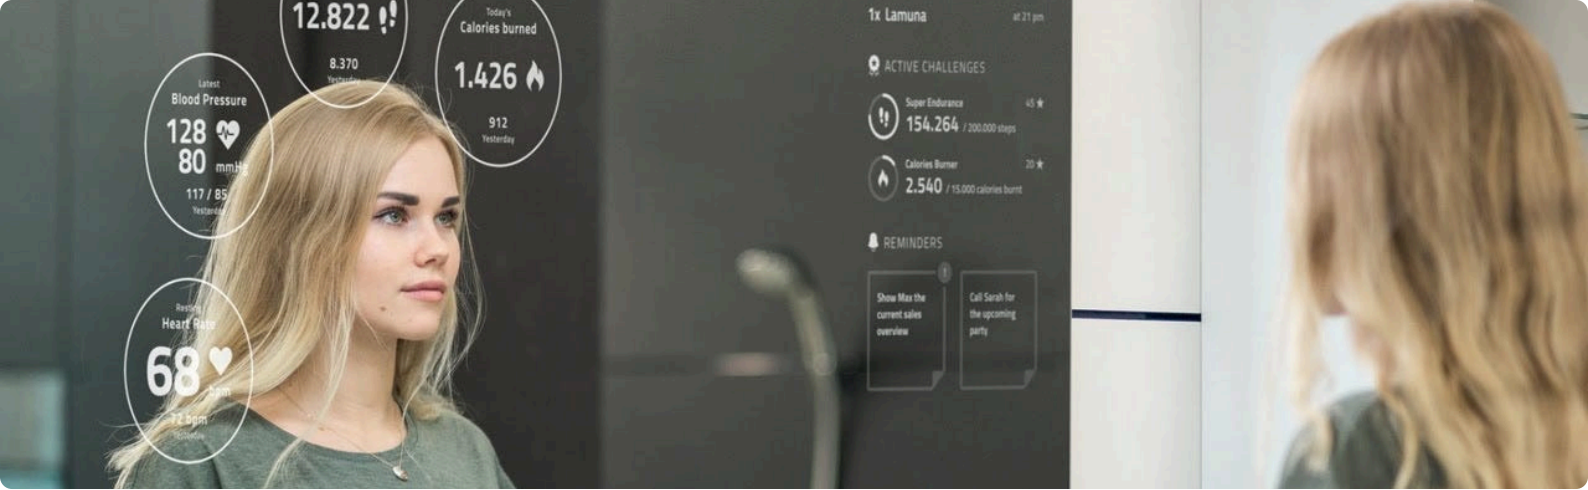 12.822
8.370
Yesterday
Today's
Calories burned
1.426
912
Yesterday
Latest
Blood Pressure
128
80 mmHg
117 / 85
Yesterday
Resting
Heart Rate
68
bpm
72 bpm
Yesterday
1x Lamuna
at 21 pm
ACTIVE CHALLENGES
Super Endurance
45 ★
154.264 / 200.000 steps
Calories Burner
20 ★
2.540 / 15.000 calories burnt
REMINDERS
!
Show Max the
current sales
overview
Call Sarah for
the upcoming
party